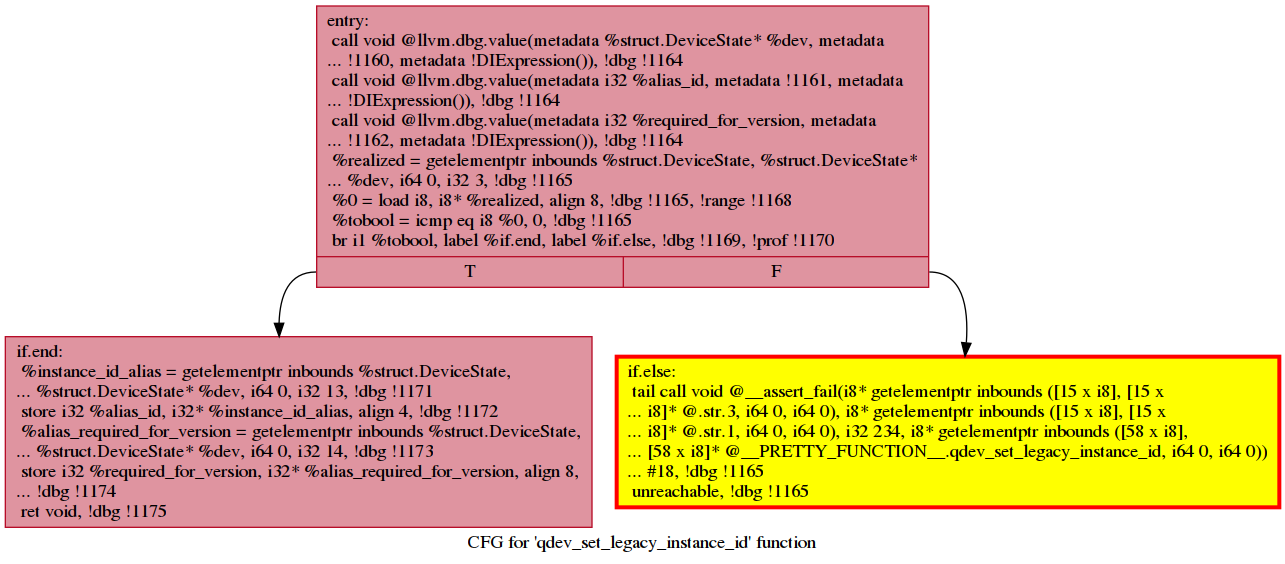 entry:
call void @llvm.dbg.value(metadata %struct.DeviceState* %dev, metadata
... !1160, metadata !DIExpression()), !dbg !1164
call void @llvm.dbg.value(metadata i32 %alias_id, metadata !1161, metadata
... !DIExpression()), !dbg !1164
call void @llvm.dbg.value(metadata i32 %required_for_version, metadata
... !1162, metadata !DIExpression()), !dbg !1164
%realized = getelementptr inbounds %struct.DeviceState, %struct.DeviceState*
... %dev, i64 0, i32 3, !dbg !1165
%0 = load i8, i8* %realized, align 8, !dbg !1165, !range !1168
%tobool = icmp eq i8 %0, 0, !dbg !1165
br i1 %tobool, label %if.end, label %if.else, !dbg !1169, !prof !1170
T
F
if.end:
%instance_id_alias = getelementptr inbounds %struct.DeviceState,
... %struct.DeviceState* %dev, i64 0, i32 13, !dbg !1171
store i32 %alias_id, i32* %instance_id_alias, align 4, !dbg !1172
%alias_required_for_version = getelementptr inbounds %struct.DeviceState,
... %struct.DeviceState* %dev, i64 0, i32 14, !dbg !1173
store i32 %required_for_version, i32* %alias_required_for_version, align 8,
... !dbg !1174
ret void, !dbg !1175
if.else:
tail call void @__assert_fail(i8* getelementptr inbounds ([15 x i8], [15 x
... i8]* @.str.3, i64 0, i64 0), i8* getelementptr inbounds ([15 x i8], [15 x
... i8]* @.str.1, i64 0, i64 0), i32 234, i8* getelementptr inbounds ([58 x i8],
... [58 x i8]* @__PRETTY_FUNCTION__.qdev_set_legacy_instance_id, i64 0, i64 0))
... #18, !dbg !1165
unreachable, !dbg !1165
CFG for 'qdev_set_legacy_instance_id' function